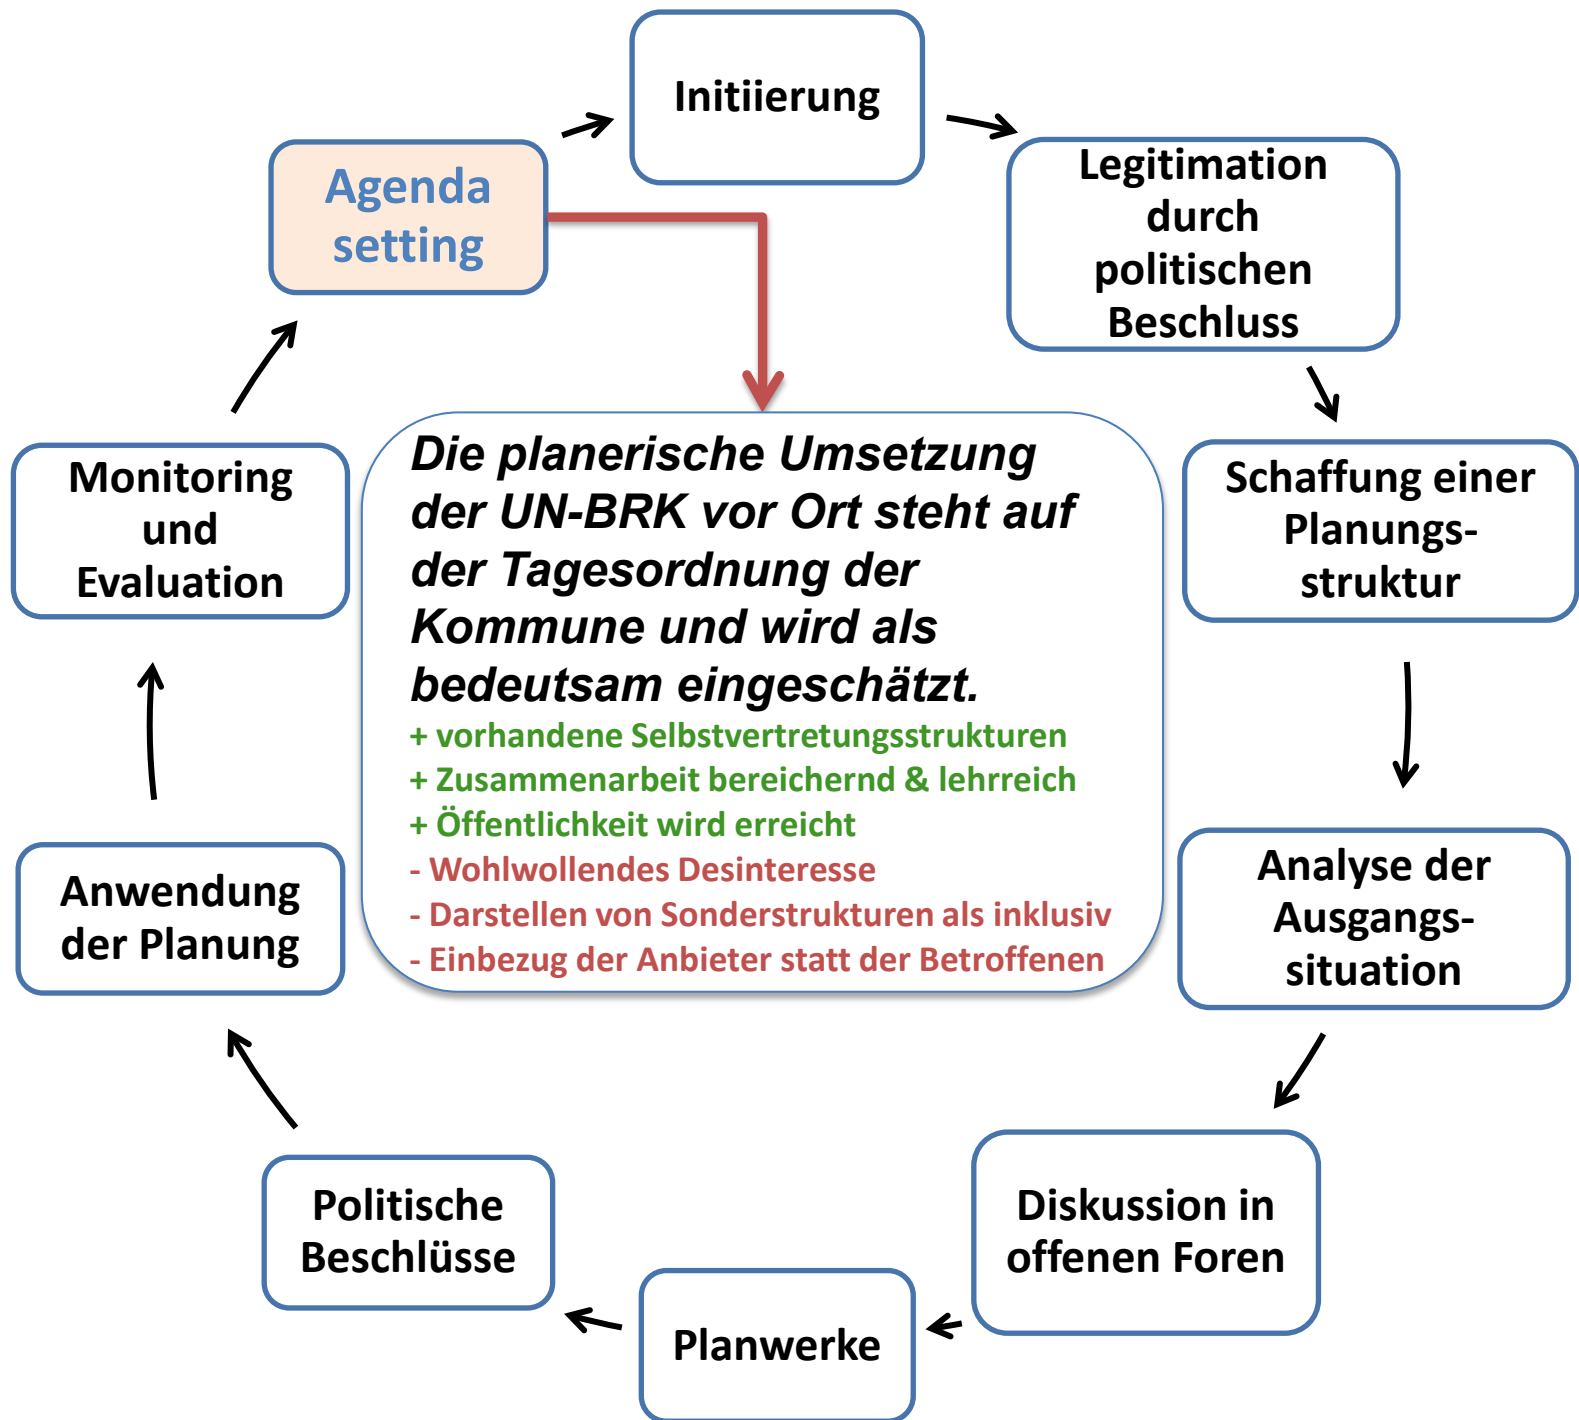 Initiierung
Agenda
setting
Legitimation
durch
politischen
Beschluss
Schaffung einer
Planungs-
struktur
Analyse der
Ausgangs-
situation
Diskussion in
offenen Foren
Planwerke
Politische
Beschlüsse
Anwendung
der Planung
Monitoring
und
Evaluation
Die planerische Umsetzung
der UN-BRK vor Ort steht auf
der Tagesordnung der
Kommune und wird als
bedeutsam eingeschätzt.
+ vorhandene Selbstvertretungsstrukturen
+ Zusammenarbeit bereichernd & lehrreich
+ Öffentlichkeit wird erreicht
- Wohlwollendes Desinteresse
- Darstellen von Sonderstrukturen als inklusiv
- Einbezug der Anbieter statt der Betroffenen